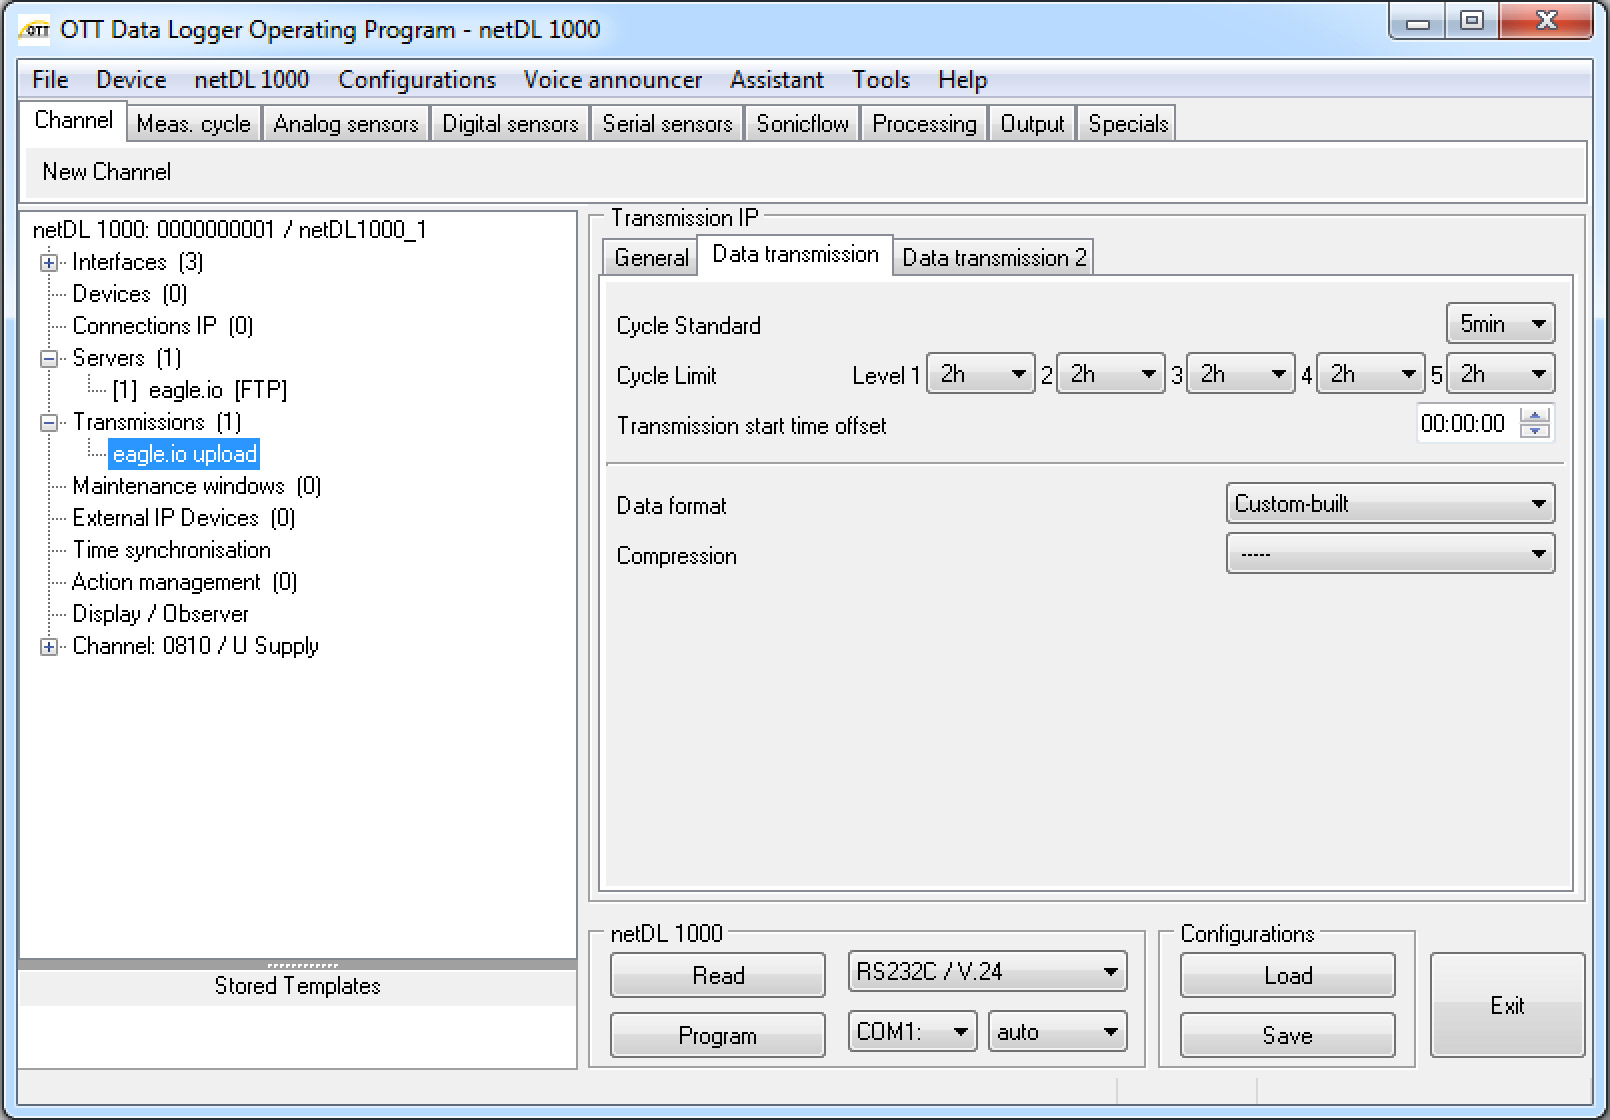 OTT OTT Data Logger Operating Program - netDL 1000
File Device netDL 1000 Configurations Voice announcer Assistant Tools Help
Channel Meas. cycle Analog sensors Digital sensors Serial sensors Sonicflow Processing Output Specials
New Channel
netDL 1000: 0000000001 / netDL1000_1
Interfaces (3)
Devices (0)
Connections IP (0)
Servers (1)
[1] eagle.io [FTP]
Transmissions (1)
eagle.io upload
Maintenance windows (0)
External IP Devices (0)
Time synchronisation
Action management (0)
Display / Observer
Channel: 0810 / U Supply
Stored Templates
Transmission IP
General Data transmission Data transmission 2
Cycle Standard 5min
Cycle Limit Level 1 2h 2 2h 3 2h 4 2h 5 2h
Transmission start time offset 00:00:00
Data format Custom-built
Compression -----
netDL 1000
Read RS232C / V.24
Program COM1: auto
Configurations
Load
Save
Exit